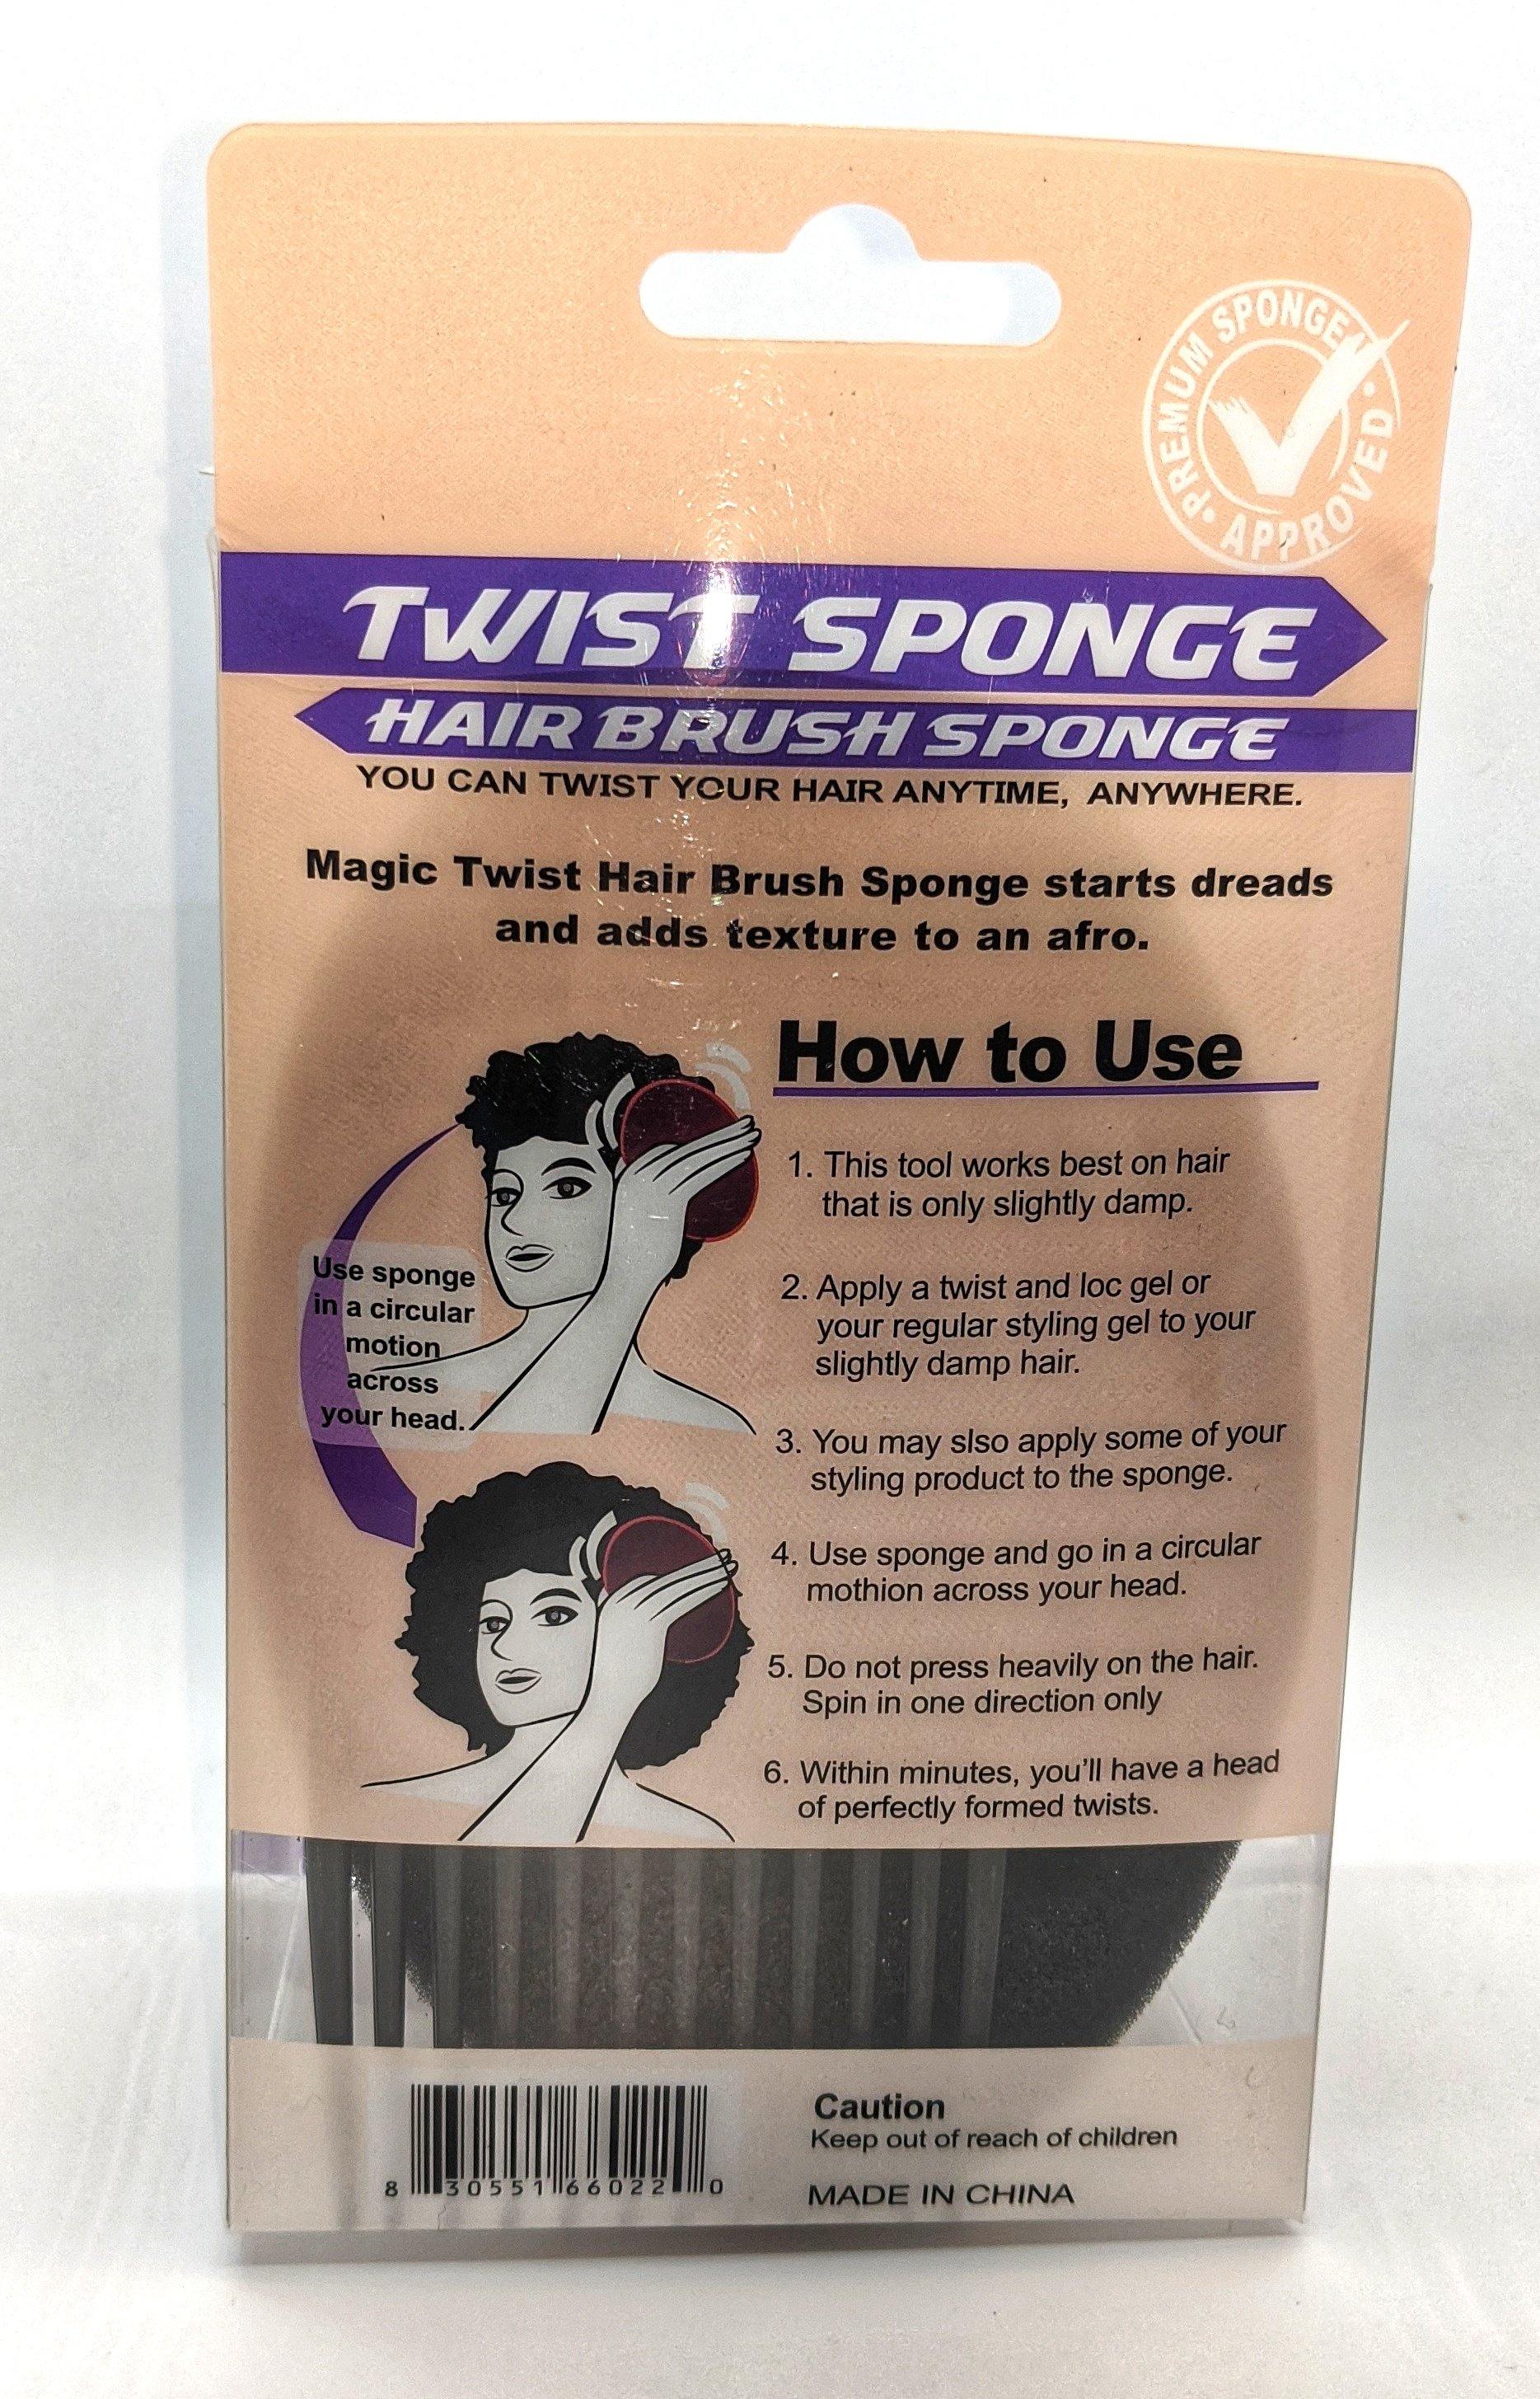 PREMIUM SPONGE
APPROVED
TWIST SPONGE
HAIR BRUSH SPONGE
YOU CAN TWIST YOUR HAIR ANYTIME, ANYWHERE.
Magic Twist Hair Brush Sponge starts dreads
and adds texture to an afro.
How to Use
Use sponge
in a circular
motion
across
your head.
1. This tool works best on hair
that is only slightly damp.
2. Apply a twist and loc gel or
your regular styling gel to your
slightly damp hair.
3. You may slso apply some of your
styling product to the sponge.
4. Use sponge and go in a circular
mothion across your head.
5. Do not press heavily on the hair.
Spin in one direction only
6. Within minutes, you'll have a head
of perfectly formed twists.
8 30551 66022 0
Caution
Keep out of reach of children
MADE IN CHINA